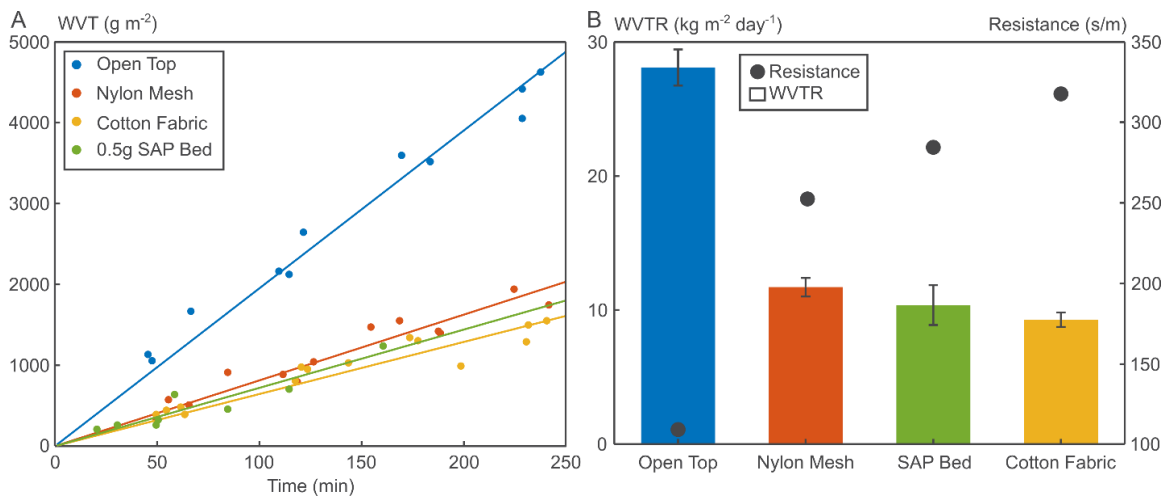 A
WVT (g m-2)
5000
4000
3000
2000
1000
0
Open Top
Nylon Mesh
Cotton Fabric
0.5g SAP Bed
0 50 100 150 200 250
Time (min)
B
WVTR (kg m-2 day-1)
Resistance (s/m)
30
20
10
0
Resistance
WVTR
350
300
250
200
150
100
Open Top Nylon Mesh SAP Bed Cotton Fabric